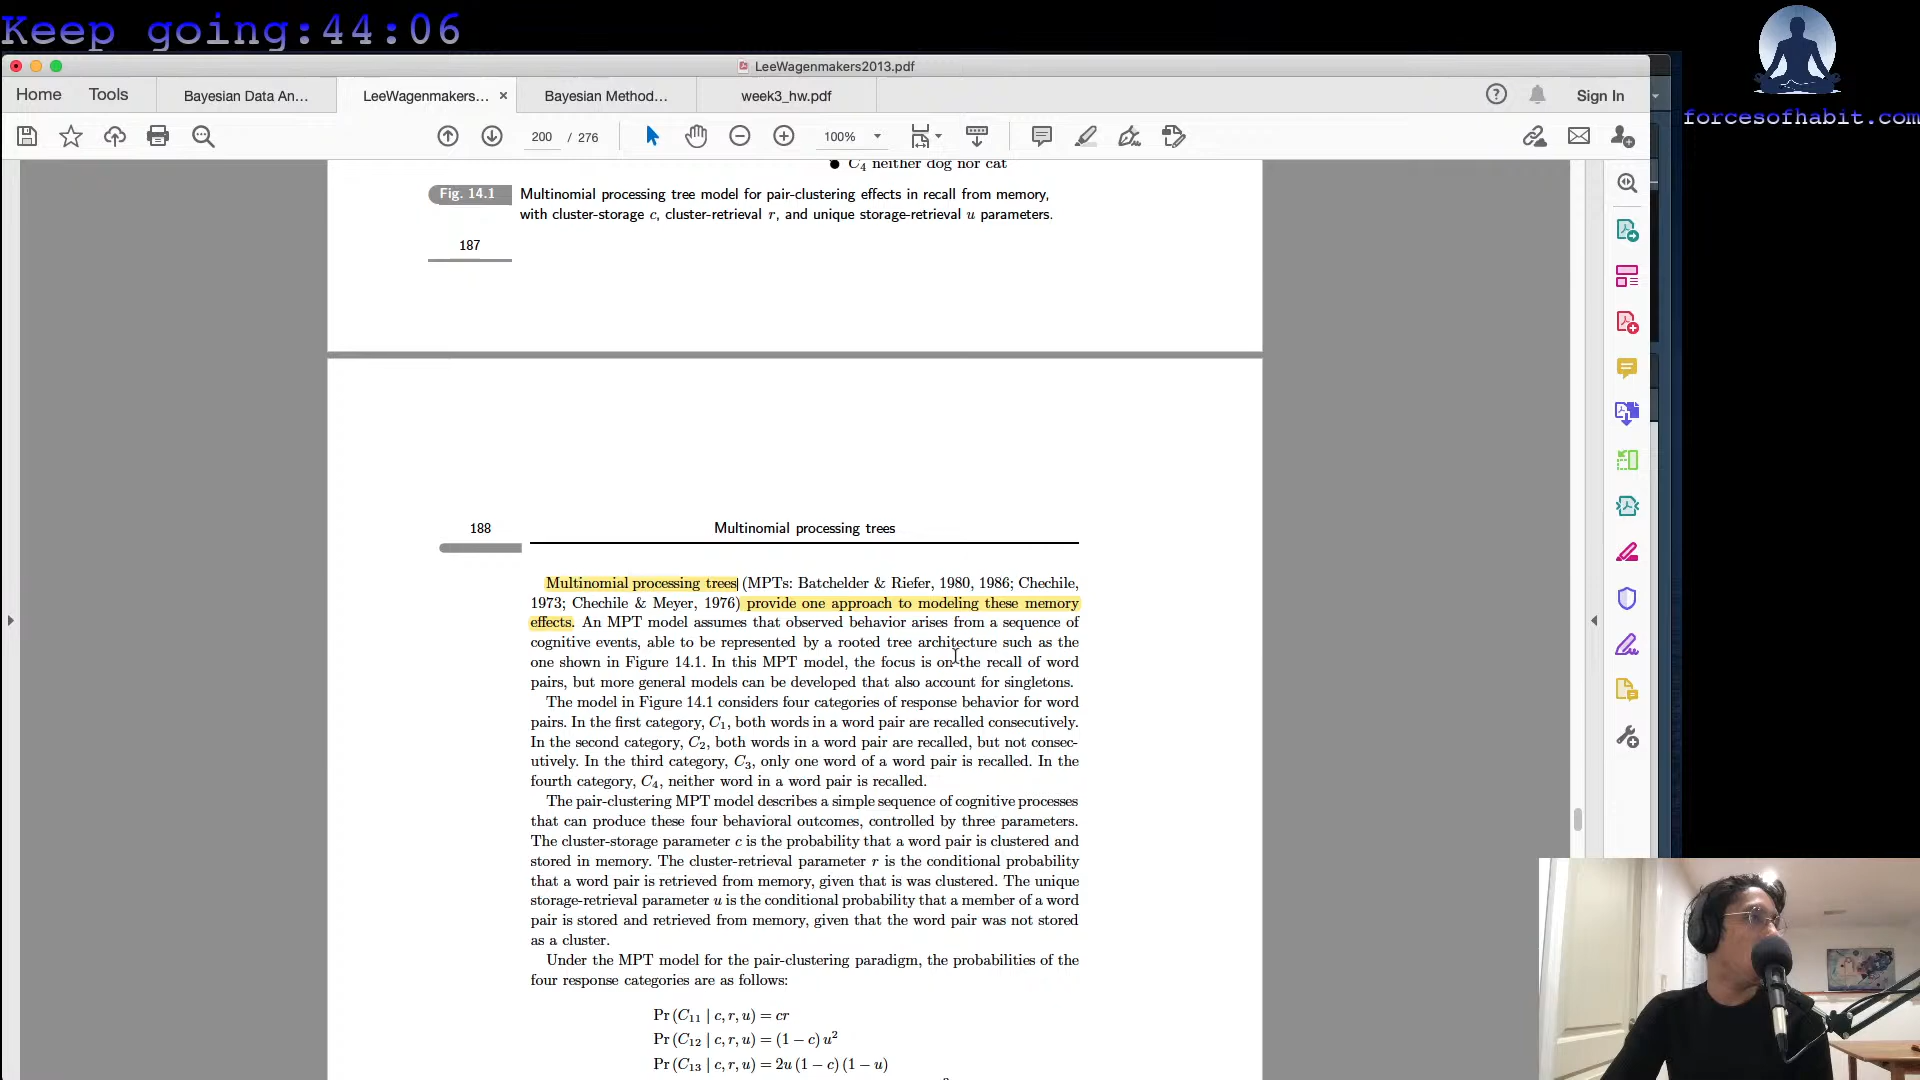 Keep going:44:06
forcesofhabit.com
LeeWagenmakers2013.pdf
Home Tools Bayesian Data An... LeeWagenmakers... × Bayesian Method... week3_hw.pdf Sign In
200 / 276 100%
C4 neither dog nor cat
Fig. 14.1 Multinomial processing tree model for pair-clustering effects in recall from memory,
with cluster-storage c, cluster-retrieval r, and unique storage-retrieval u parameters.
187
188 Multinomial processing trees
Multinomial processing trees (MPTs: Batchelder & Riefer, 1980, 1986; Chechile,
1973; Chechile & Meyer, 1976) provide one approach to modeling these memory
effects. An MPT model assumes that observed behavior arises from a sequence of
cognitive events, able to be represented by a rooted tree architecture such as the
one shown in Figure 14.1. In this MPT model, the focus is on the recall of word
pairs, but more general models can be developed that also account for singletons.
The model in Figure 14.1 considers four categories of response behavior for word
pairs. In the first category, C1, both words in a word pair are recalled consecutively.
In the second category, C2, both words in a word pair are recalled, but not consec-
utively. In the third category, C3, only one word of a word pair is recalled. In the
fourth category, C4, neither word in a word pair is recalled.
The pair-clustering MPT model describes a simple sequence of cognitive processes
that can produce these four behavioral outcomes, controlled by three parameters.
The cluster-storage parameter c is the probability that a word pair is clustered and
stored in memory. The cluster-retrieval parameter r is the conditional probability
that a word pair is retrieved from memory, given that is was clustered. The unique
storage-retrieval parameter u is the conditional probability that a member of a word
pair is stored and retrieved from memory, given that the word pair was not stored
as a cluster.
Under the MPT model for the pair-clustering paradigm, the probabilities of the
four response categories are as follows:
Pr (C11 | c, r, u) = cr
Pr (C12 | c, r, u) = (1 − c) u²
Pr (C13 | c, r, u) = 2u (1 − c) (1 − u)